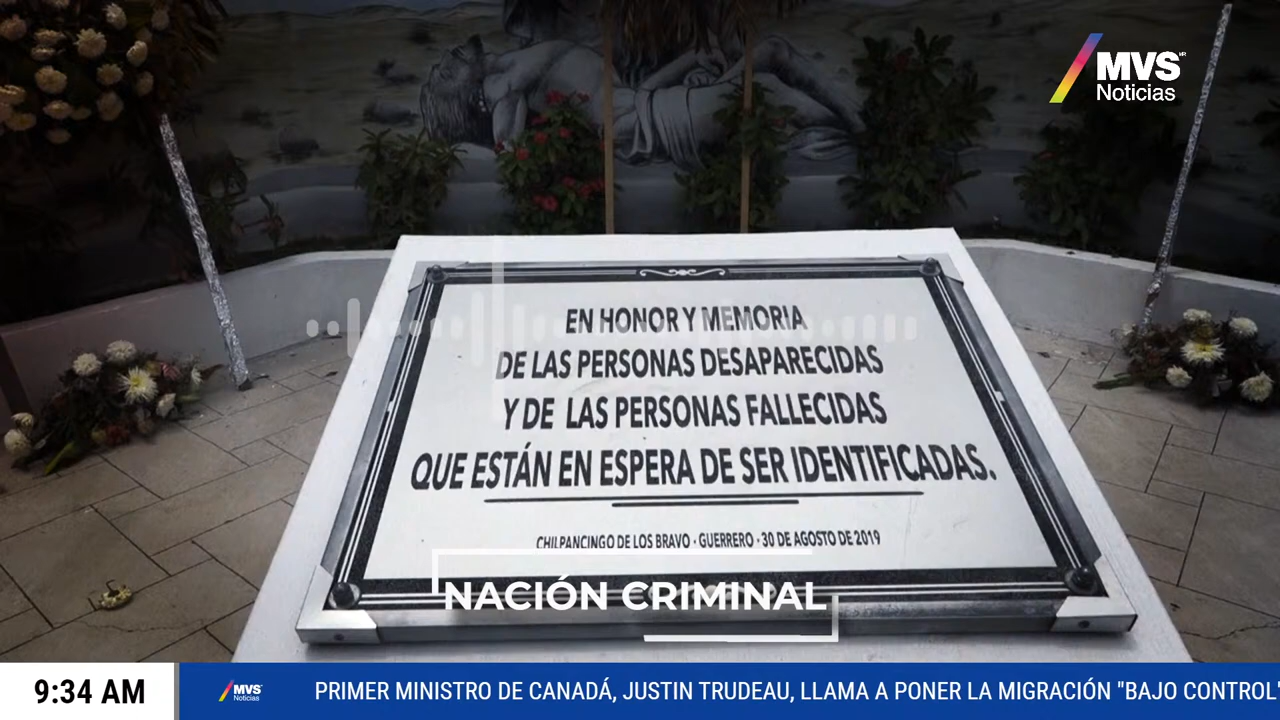 MVS
Noticias
EN HONOR Y MEMORIA
DE LAS PERSONAS DESAPARECIDAS
Y DE LAS PERSONAS FALLECIDAS
QUE ESTÁN EN ESPERA DE SER IDENTIFICADAS.
CHILPANCINGO DE LOS BRAVO · GUERRERO · 30 DE AGOSTO DE 2019
NACIÓN CRIMINAL
9:34 AM
MVS
Noticias
PRIMER MINISTRO DE CANADÁ, JUSTIN TRUDEAU, LLAMA A PONER LA MIGRACIÓN "BAJO CONTROL"